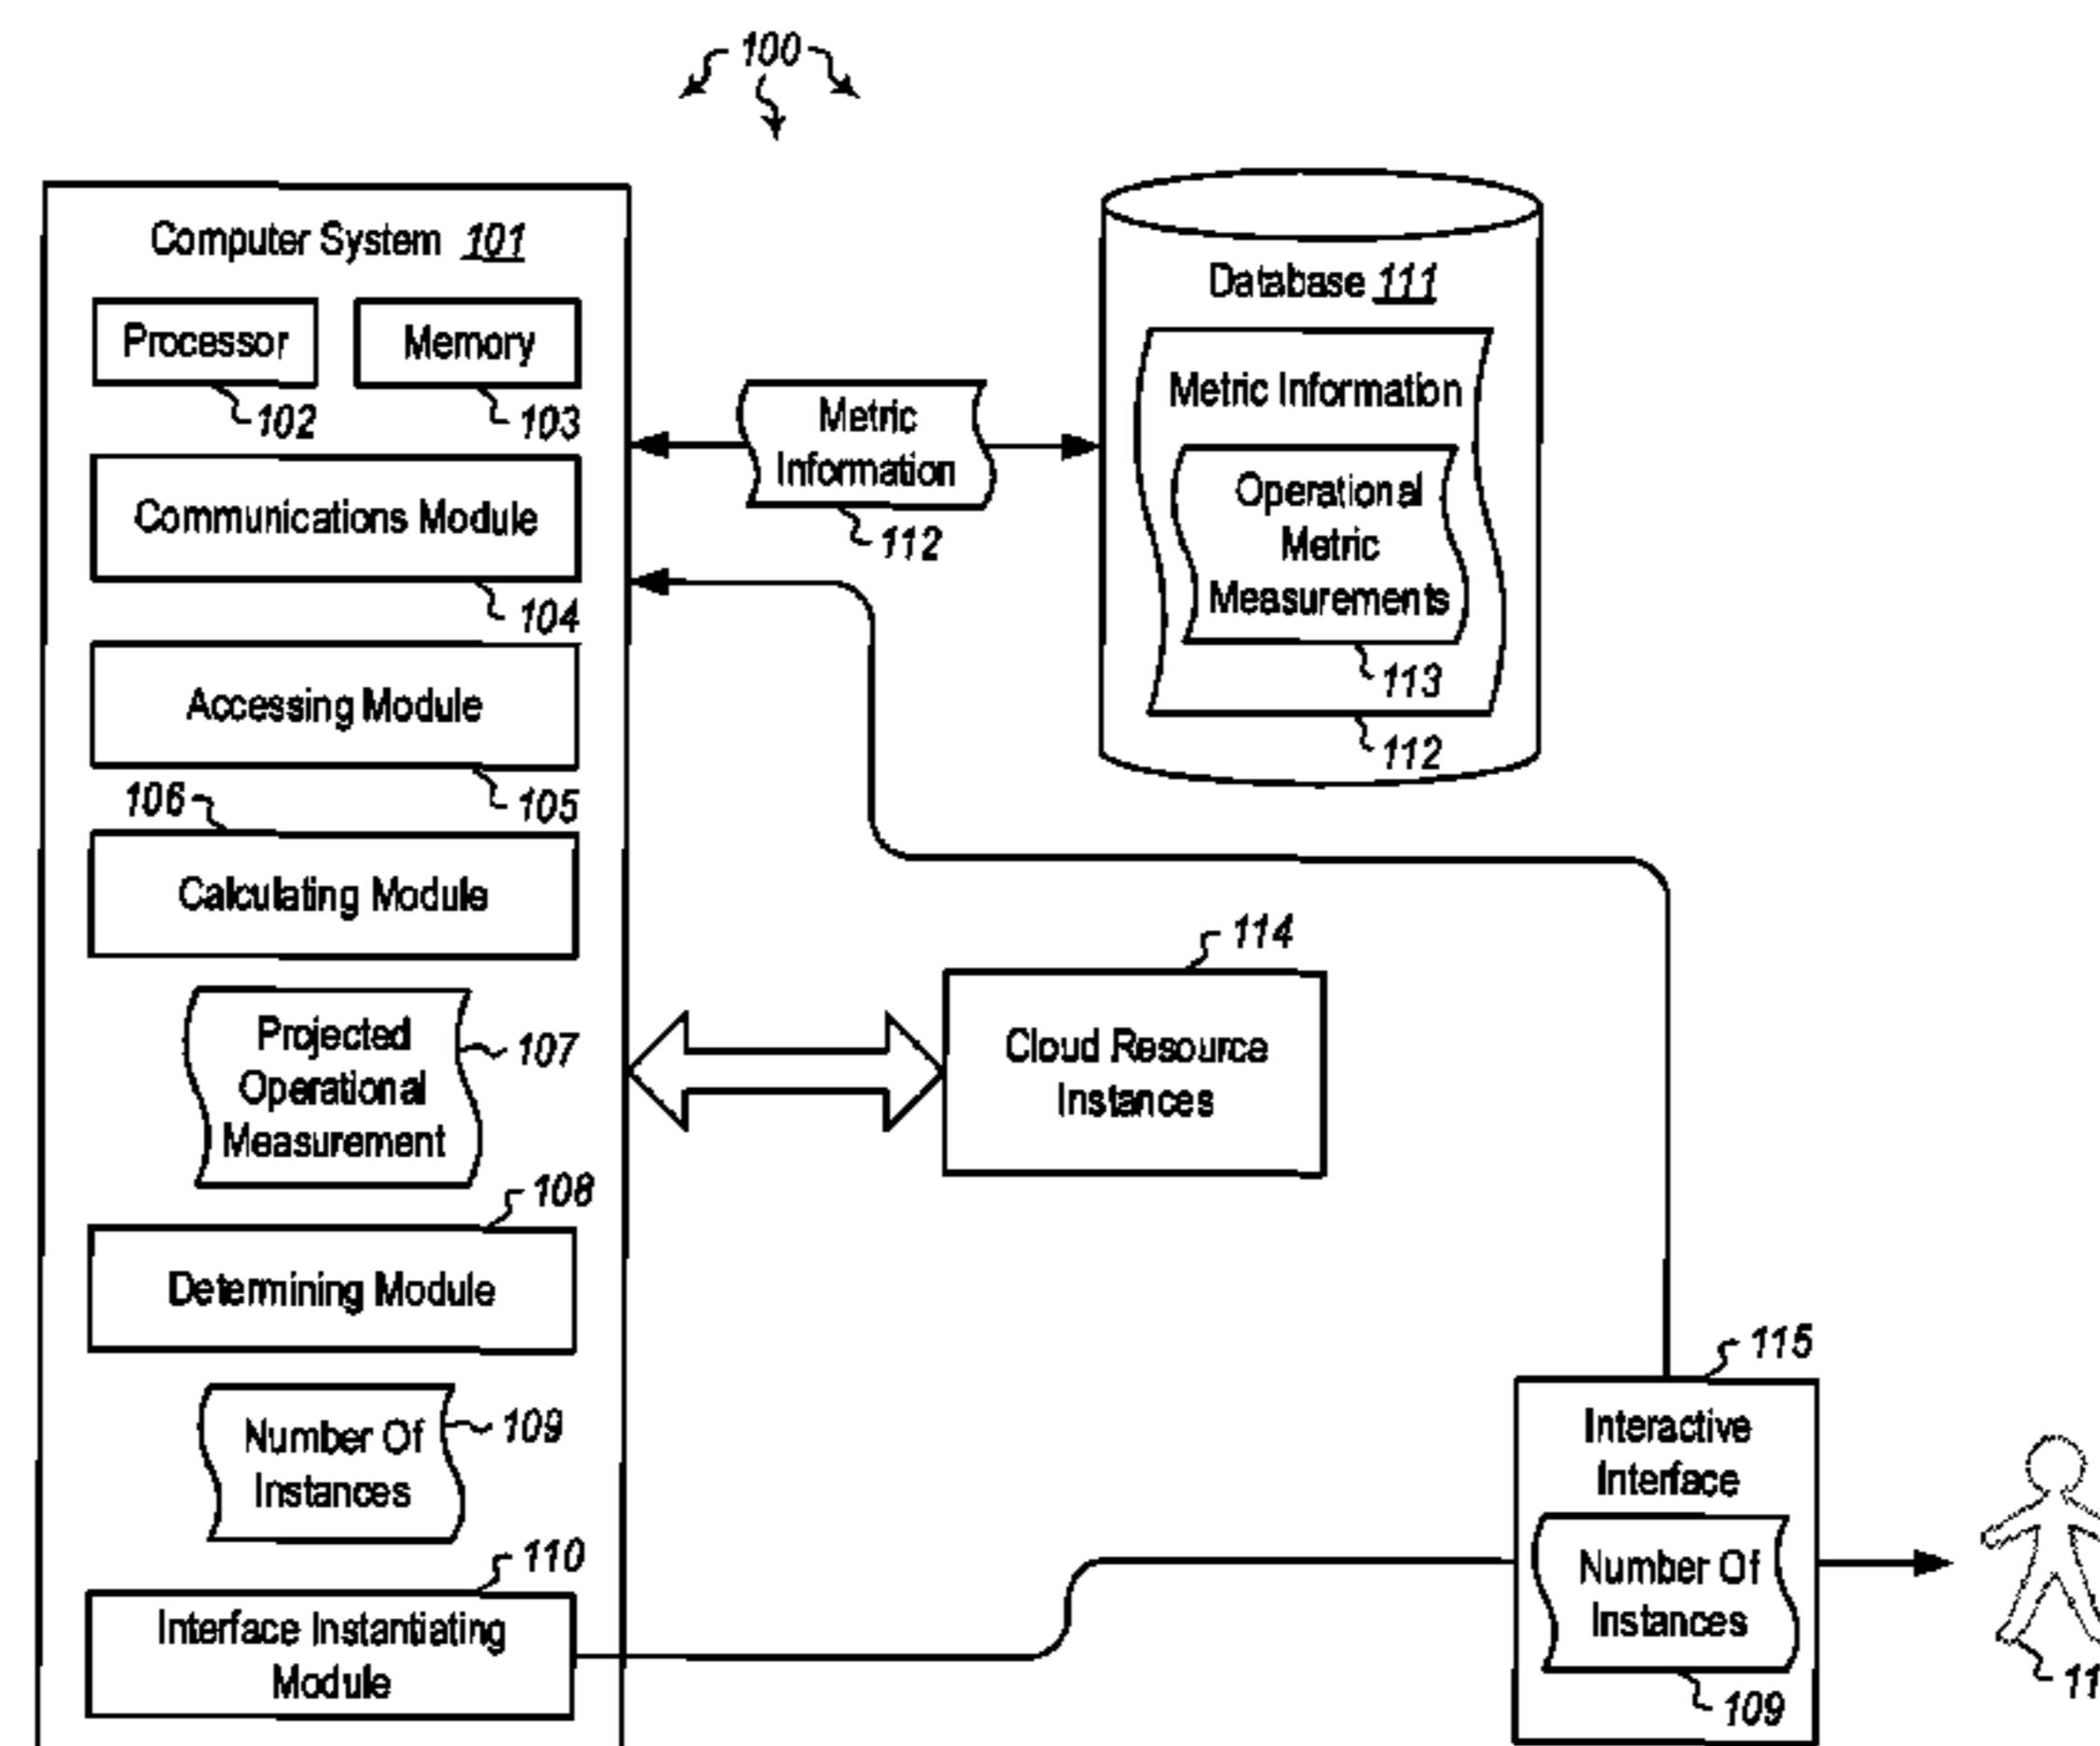 100
Computer System 101
Processor
102
Memory
103
Communications Module
104
Accessing Module
105
106
Calculating Module
Projected
Operational
Measurement
107
108
Determining Module
Number Of
Instances
109
110
Interface Instantiating
Module
Metric
Information
112
Database 111
Metric Information
Operational
Metric
Measurements
113
112
114
Cloud Resource
Instances
115
Interactive
Interface
Number Of
Instances
109